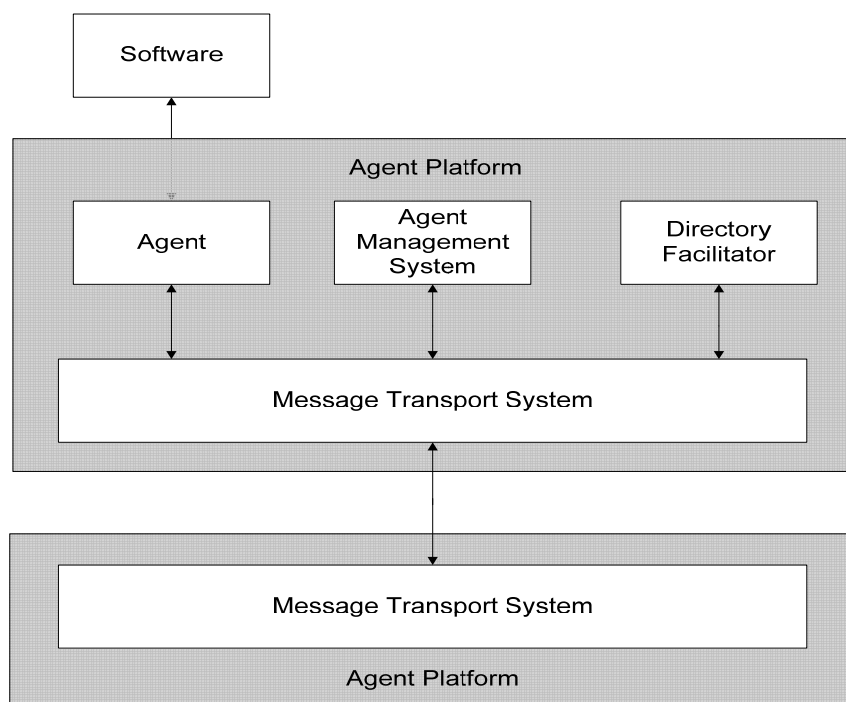 Software
Agent Platform
Agent
Agent
Management
System
Directory
Facilitator
Message Transport System
Message Transport System
Agent Platform